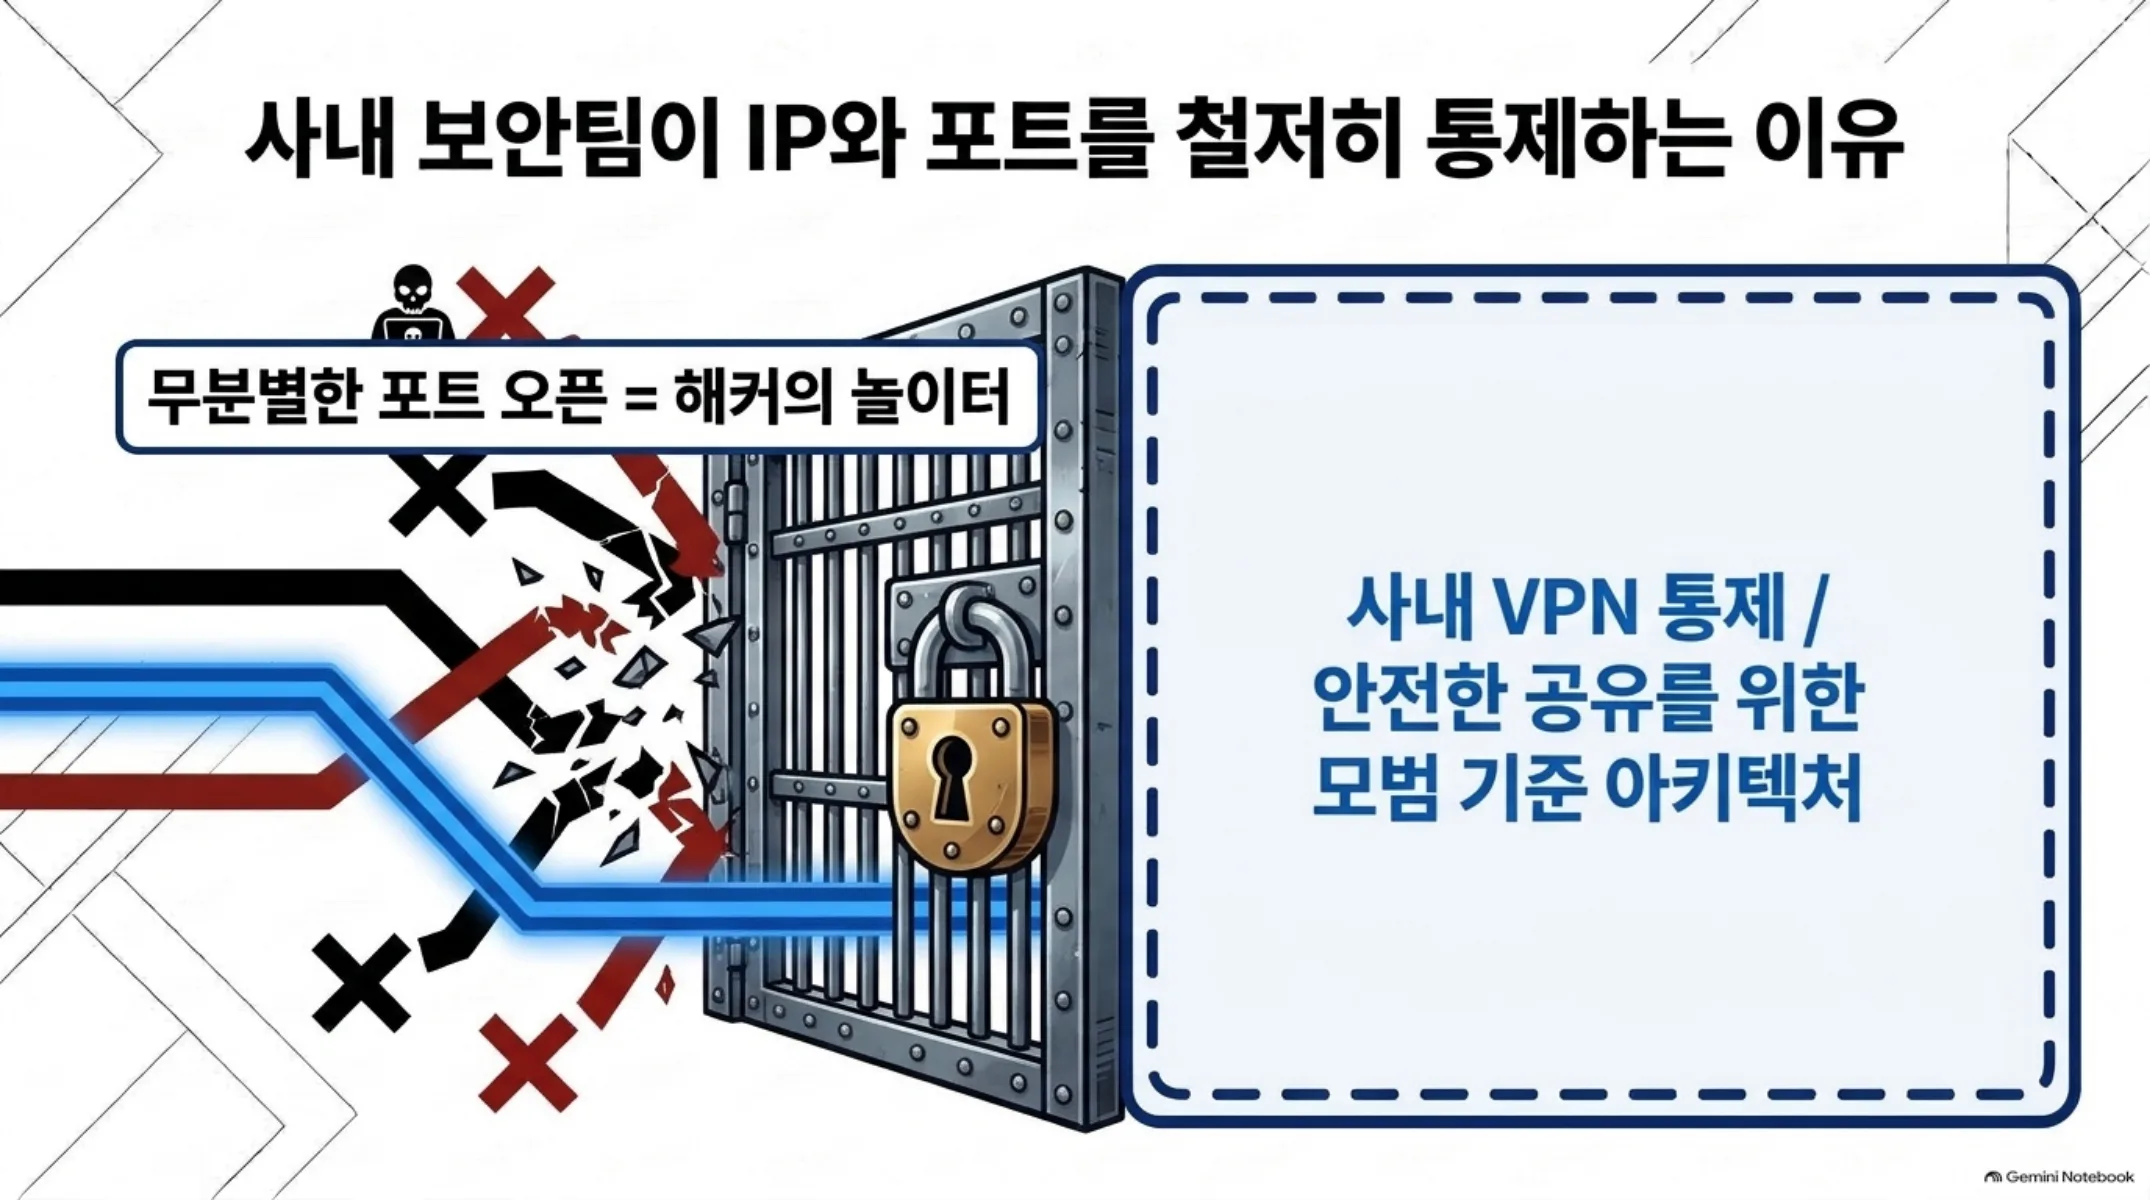 사내 보안팀이 IP와 포트를 철저히 통제하는 이유
무분별한 포트 오픈 = 해커의 놀이터
사내 VPN 통제 /
안전한 공유를 위한
모범 기준 아키텍처
Gemini Notebook